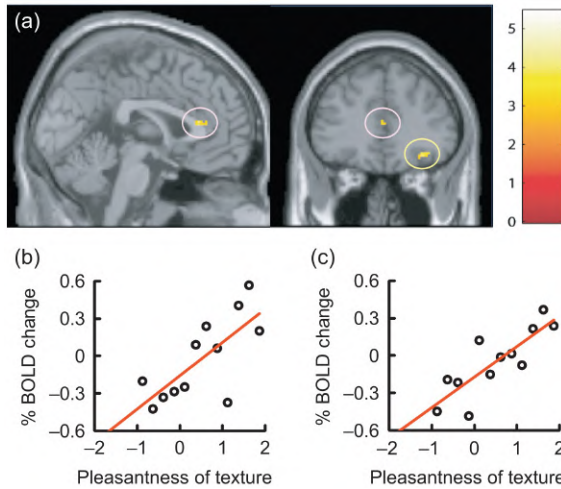 (a)
5
4
3
2
1
0
(b)
0.6
0.3
0
–0.3
–0.6
% BOLD change
–2 –1 0 1 2
Pleasantness of texture
(c)
0.6
0.3
0
–0.3
–0.6
% BOLD change
–2 –1 0 1 2
Pleasantness of texture